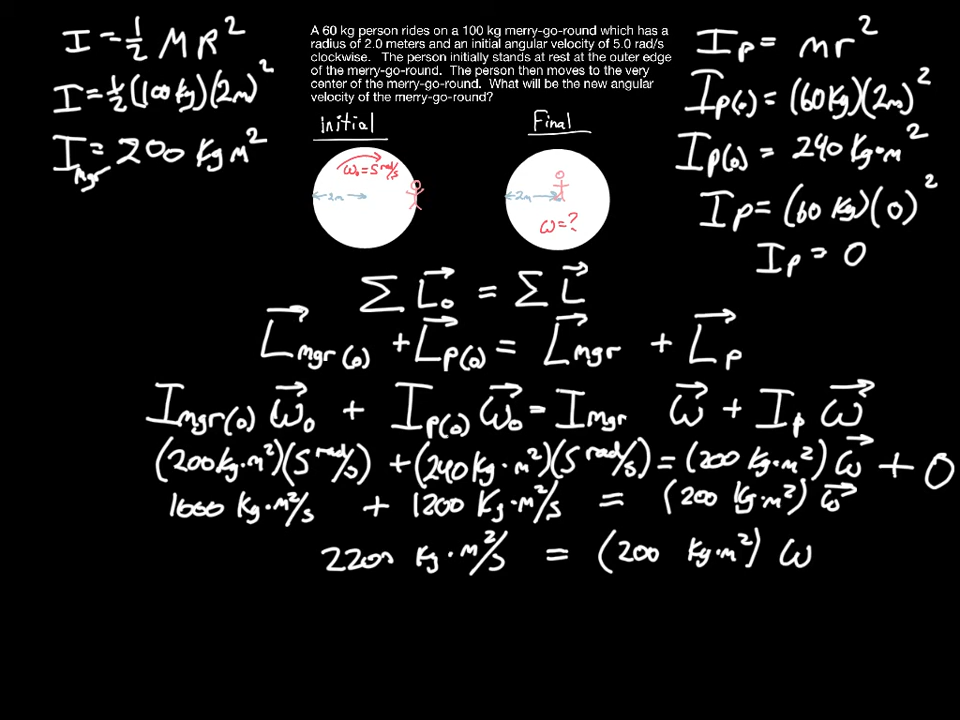 A 60 kg person rides on a 100 kg merry-go-round which has a
radius of 2.0 meters and an initial angular velocity of 5.0 rad/s
clockwise. The person initially stands at rest at the outer edge
of the merry-go-round. The person then moves to the very
center of the merry-go-round. What will be the new angular
velocity of the merry-go-round?
I = 1/2 MR²
I = 1/2 (100 kg)(2m)²
I mgr = 200 kg m²
Initial
ω₀ = 5 rad/s
2m
Final
2m
ω = ?
Ip = mr²
Ip(0) = (60 kg)(2m)²
Ip(0) = 240 kg·m²
Ip = (60 kg)(0)²
Ip = 0
Σ L⃗₀ = Σ L⃗
L⃗mgr(0) + L⃗p(0) = L⃗mgr + L⃗p
Imgr(0) ω⃗₀ + Ip(0) ω⃗₀ = Imgr ω⃗ + Ip ω⃗
(200 kg·m²)(5 rad/s) + (240 kg·m²)(5 rad/s) = (200 kg·m²) ω⃗ + 0
1000 kg·m²/s + 1200 kg·m²/s = (200 kg·m²) ω⃗
2200 kg·m²/s = (200 kg·m²) ω